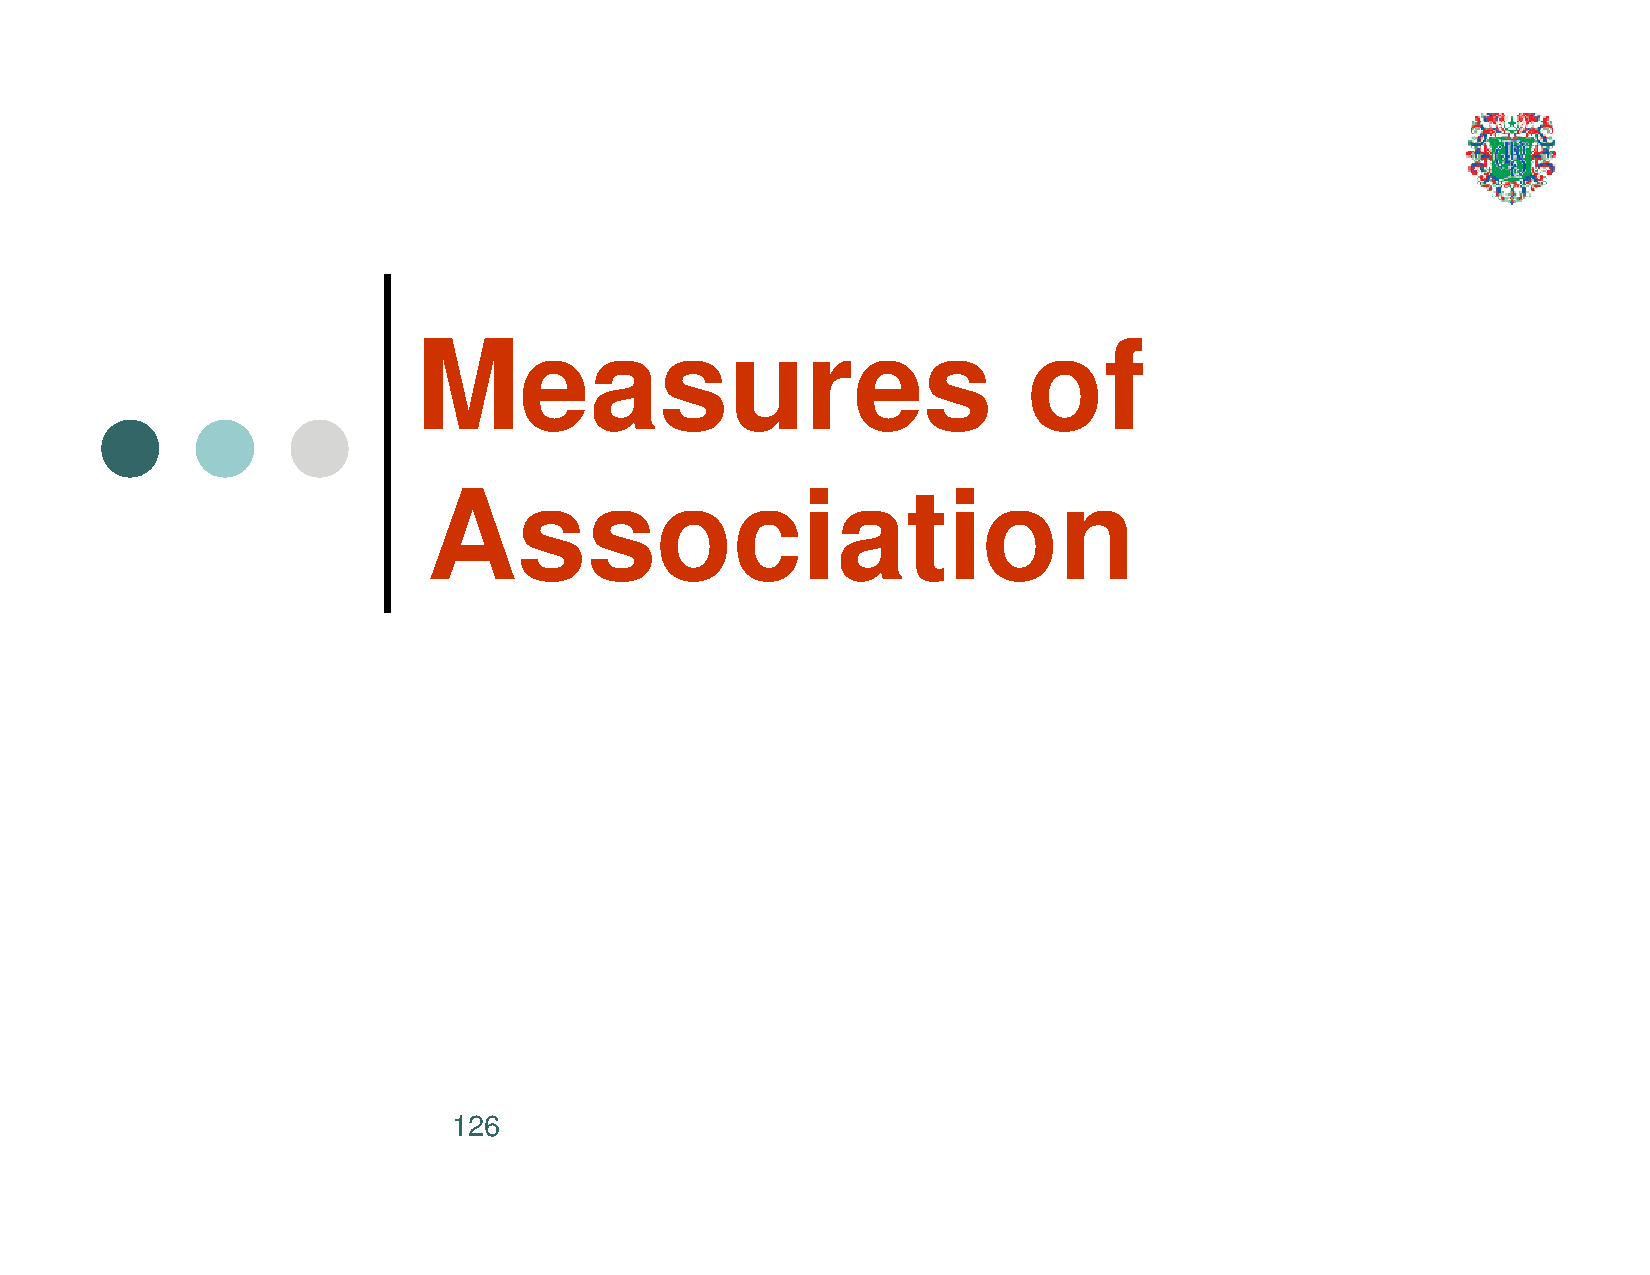 Measures of
Association
126